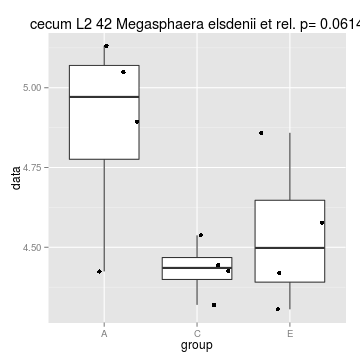 cecum L2 42 Megasphaera elsdenii et rel. p= 0.0614
data
5.00
4.75
4.50
A C E
group